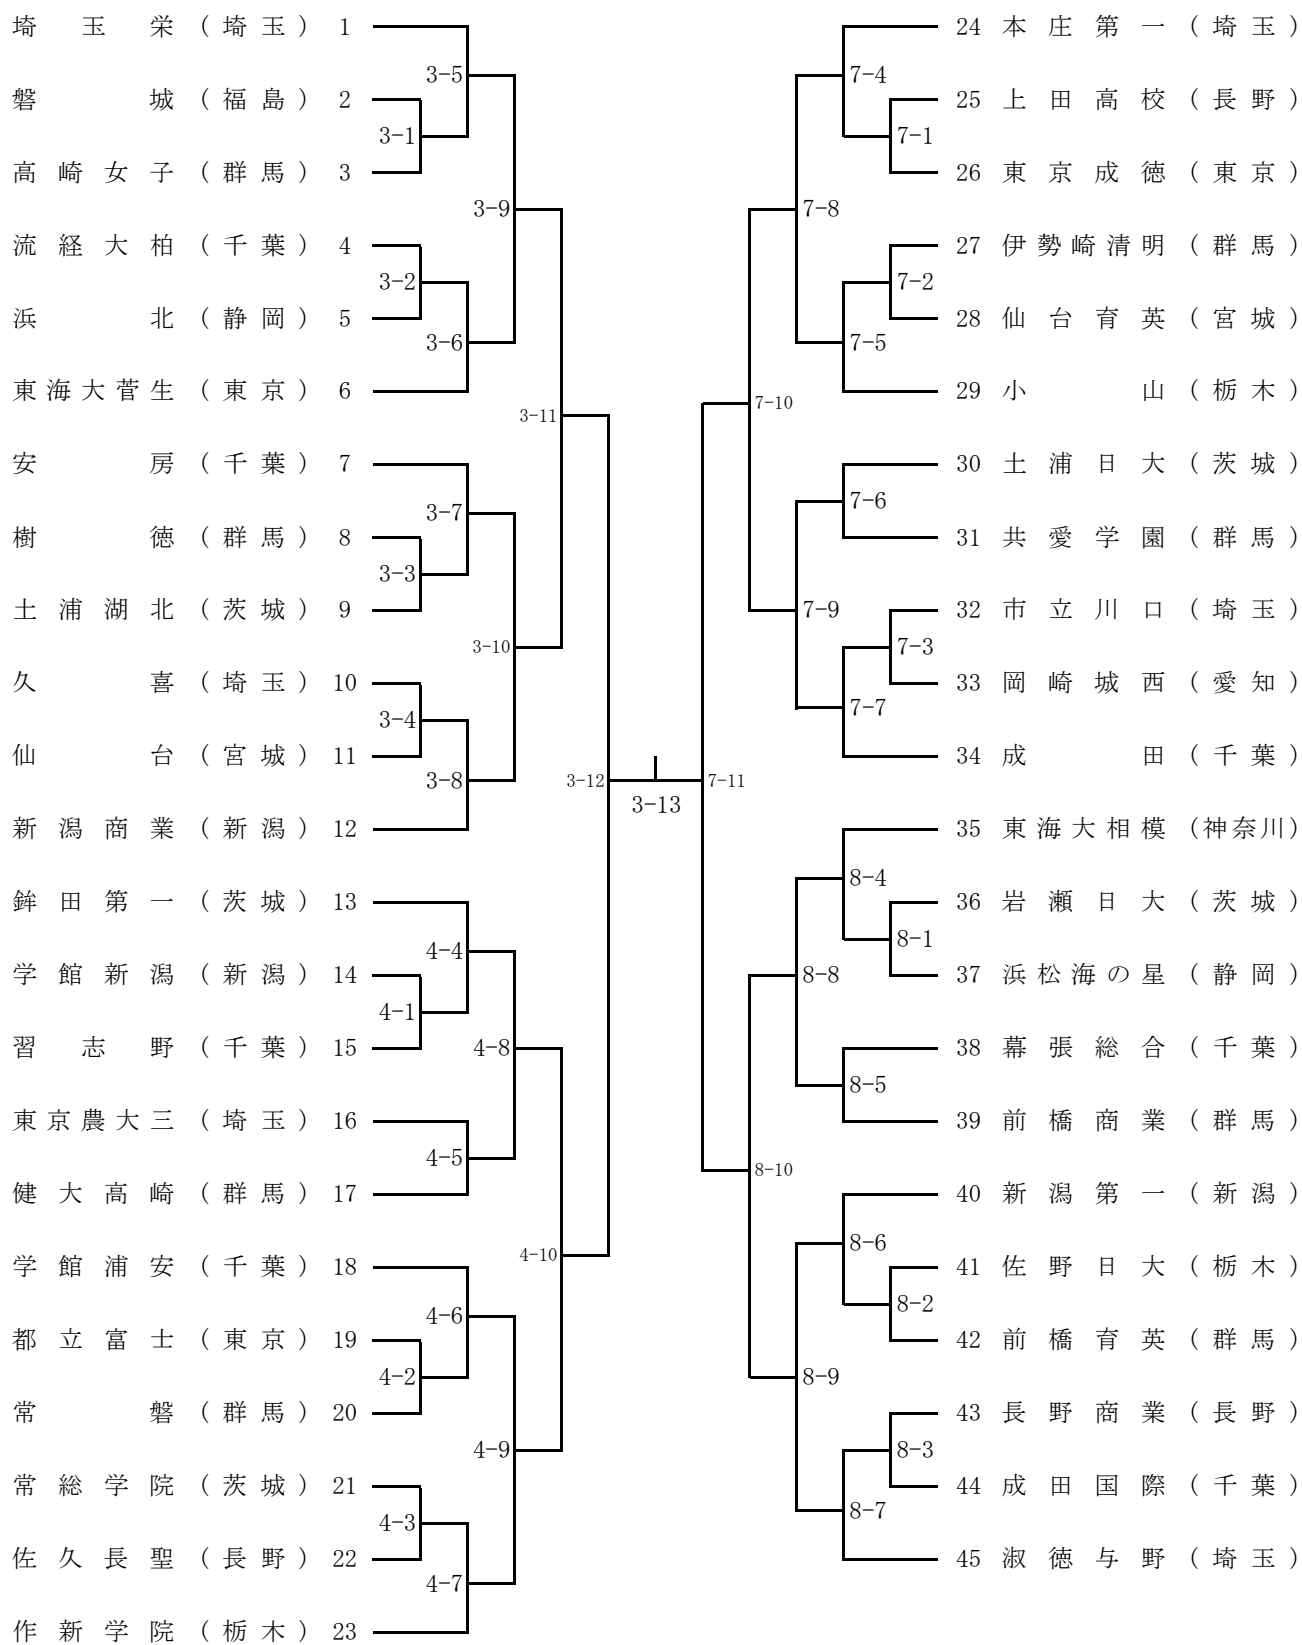 埼玉栄（埼玉） 1
3-5
磐城（福島） 2
3-1
高崎女子（群馬） 3
3-9
流経大柏（千葉） 4
3-2
浜北（静岡） 5
3-6
東海大菅生（東京） 6
3-11
安房（千葉） 7
3-7
樹徳（群馬） 8
3-3
土浦湖北（茨城） 9
3-10
久喜（埼玉） 10
3-4
仙台（宮城） 11
3-8
3-12
新潟商業（新潟） 12
鉾田第一（茨城） 13
4-4
学館新潟（新潟） 14
4-1
習志野（千葉） 15
4-8
東京農大三（埼玉） 16
4-5
健大高崎（群馬） 17
4-10
学館浦安（千葉） 18
4-6
都立富士（東京） 19
4-2
常磐（群馬） 20
4-9
常総学院（茨城） 21
4-3
佐久長聖（長野） 22
4-7
作新学院（栃木） 23
3-13
24 本庄第一（埼玉）
7-4
25 上田高校（長野）
7-1
26 東京成徳（東京）
7-8
27 伊勢崎清明（群馬）
7-2
28 仙台育英（宮城）
7-5
29 小山（栃木）
7-10
30 土浦日大（茨城）
7-6
31 共愛学園（群馬）
7-9
32 市立川口（埼玉）
7-3
33 岡崎城西（愛知）
7-7
34 成田（千葉）
7-11
35 東海大相模（神奈川）
8-4
36 岩瀬日大（茨城）
8-1
37 浜松海の星（静岡）
8-8
38 幕張総合（千葉）
8-5
39 前橋商業（群馬）
8-10
40 新潟第一（新潟）
8-6
41 佐野日大（栃木）
8-2
42 前橋育英（群馬）
8-9
43 長野商業（長野）
8-3
44 成田国際（千葉）
8-7
45 淑徳与野（埼玉）